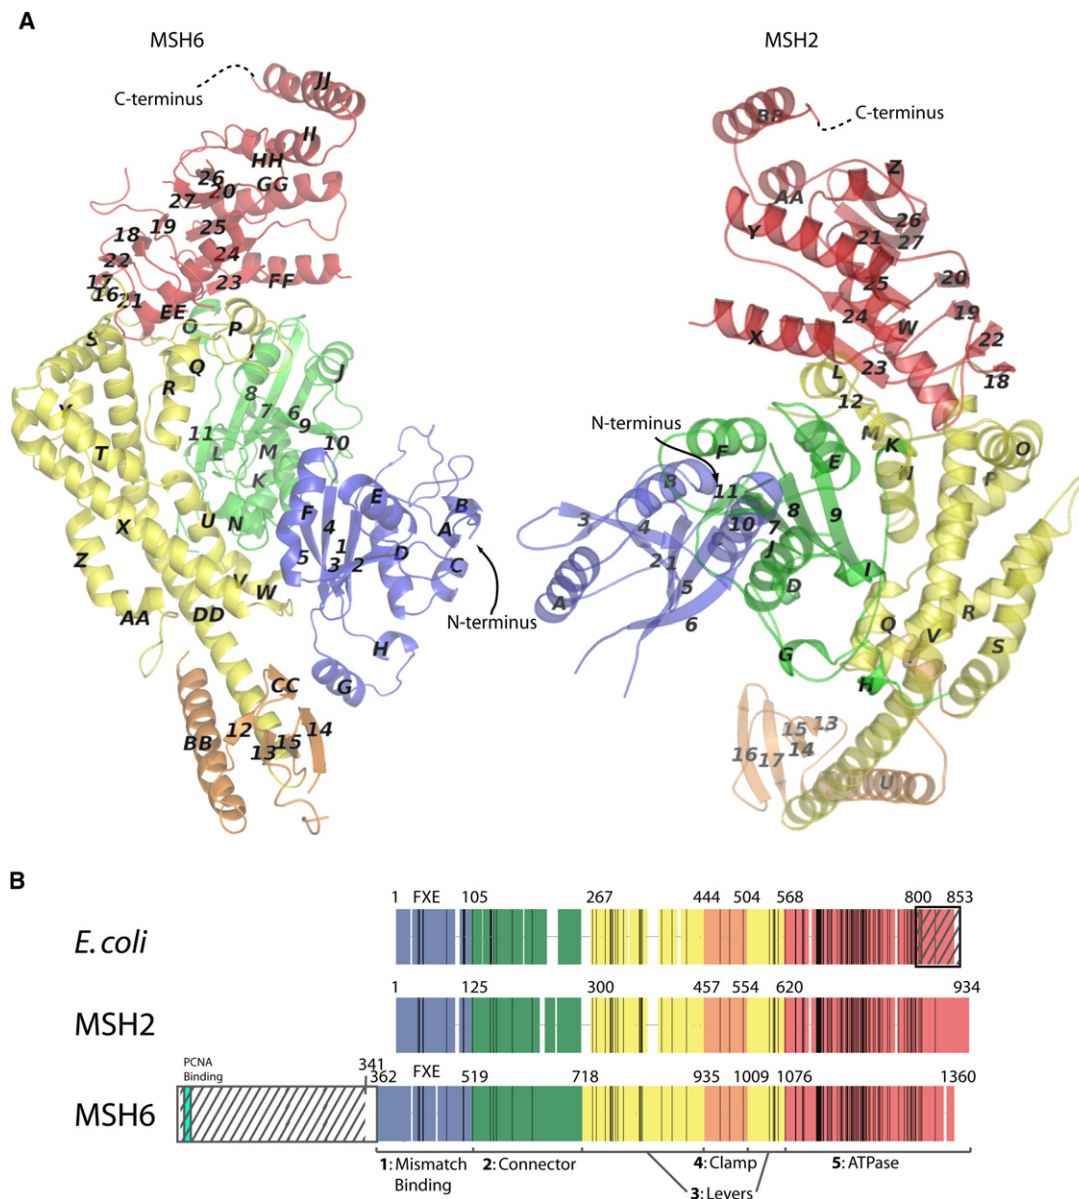 A
MSH6
MSH2
C-terminus
JJ
II
HH
GG
26
20
27
25
19
18
24
22
23
FF
17
16
21
EE
O
P
S
Q
R
J
8
7
6
9
11
L
M
10
K
T
X
N
U
Z
V
W
AA
DD
F
4
E
B
A
1
D
5
3
2
C
N-terminus
H
G
CC
BB
12
13
15
14
C-terminus
Z
AA
Y
26
27
21
25
20
24
W
19
X
23
22
L
18
12
N-terminus
M
K
O
F
E
B
11
8
9
3
4
10
7
2
1
J
I
D
A
5
6
Q
V
R
S
G
H
15
13
14
16
17
U
B
1 FXE 105 267 444 504 568 800 853
E.coli
1 125 300 457 554 620 934
MSH2
PCNA
Binding
341
362 FXE 519 718 935 1009 1076 1360
MSH6
1: Mismatch
Binding
2: Connector
4: Clamp
5: ATPase
3: Levers